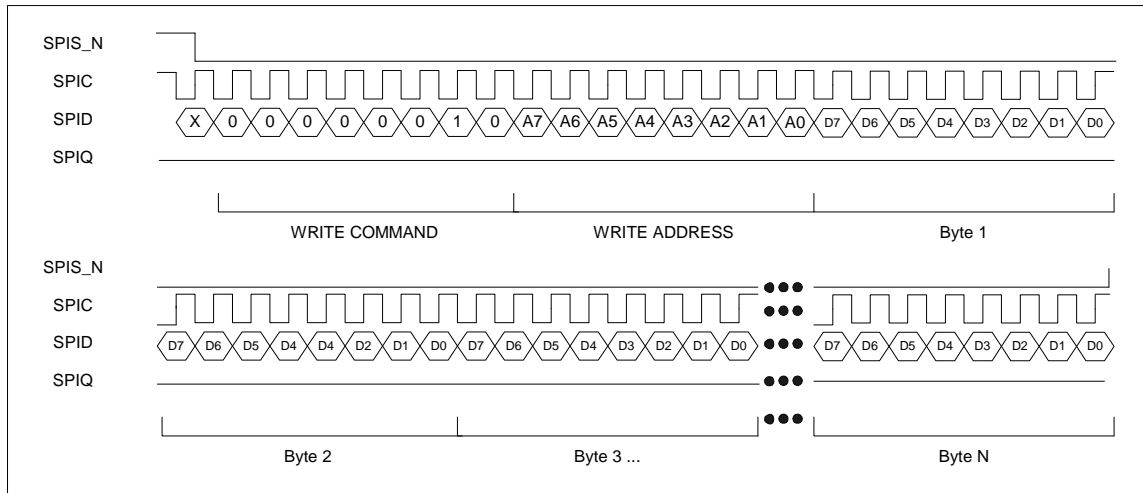 SPIS_N
SPIC
SPID X 0 0 0 0 0 0 1 0 A7 A6 A5 A4 A3 A2 A1 A0 D7 D6 D5 D4 D3 D2 D1 D0
SPIQ
WRITE COMMAND WRITE ADDRESS Byte 1
SPIS_N
SPIC
SPID D7 D6 D5 D4 D4 D2 D1 D0 D7 D6 D5 D4 D3 D2 D1 D0 D7 D6 D5 D4 D3 D2 D1 D0
SPIQ
Byte 2 Byte 3 ... Byte N